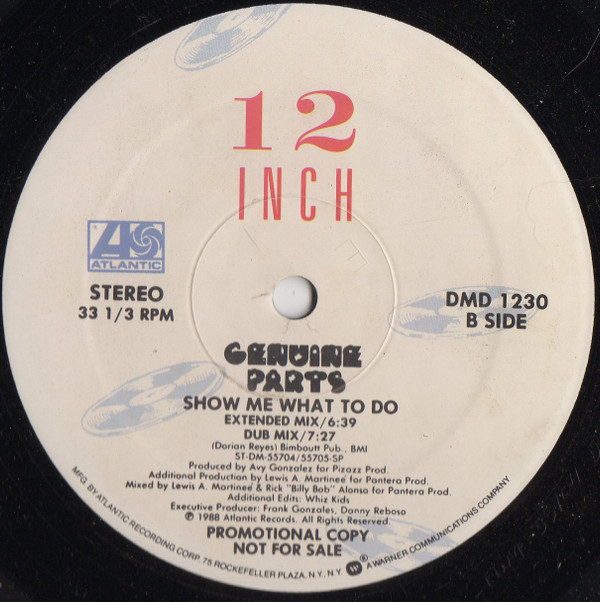 12
INCH
ATLANTIC
STEREO
33 1/3 RPM
DMD 1230
B SIDE
GENUINE
PARTS
SHOW ME WHAT TO DO
EXTENDED MIX/6:39
DUB MIX/7:27
(Dorian Reyes) Bimboutt Pub., BMI
ST-DM-55704/55705-SP
Produced by Avy Gonzalez for Pizazz Prod.
Additional Production by Lewis A. Martineé for Pantera Prod.
Mixed by Lewis A. Martineé & Rick "Billy Bob" Alonso for Pantera Prod.
Additional Edits: Whiz Kids
Executive Producer: Frank Gonzales, Danny Reboso
℗ 1988 Atlantic Records. All Rights Reserved.
PROMOTIONAL COPY
NOT FOR SALE
MFG. BY ATLANTIC RECORDING CORP., 75 ROCKEFELLER PLAZA, N.Y., N.Y. ® A WARNER COMMUNICATIONS COMPANY